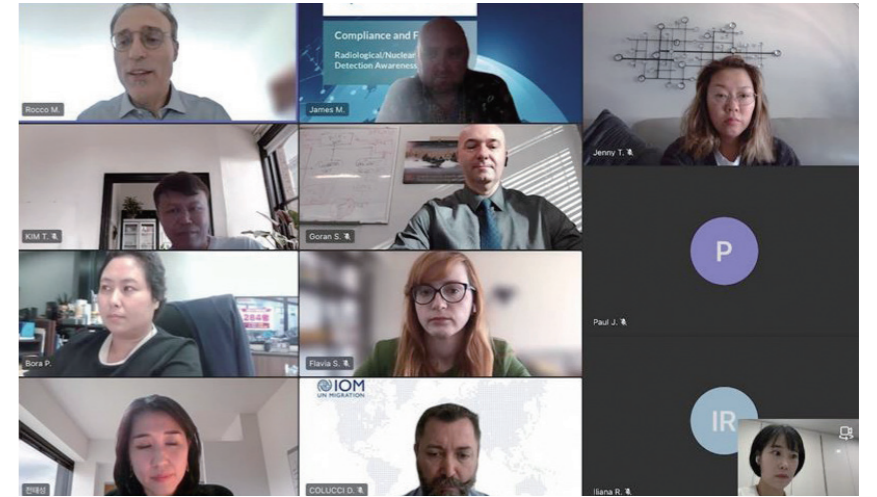 Compliance and F
Radiological/Nuclear
Detection Awareness
Rocco M.
James M.
Jenny T.
KIM T.
Goran S.
P
Paul J.
Bora P.
Flavia S.
IOM
UN MIGRATION
IR
COLUCCI D.
Iliana R.